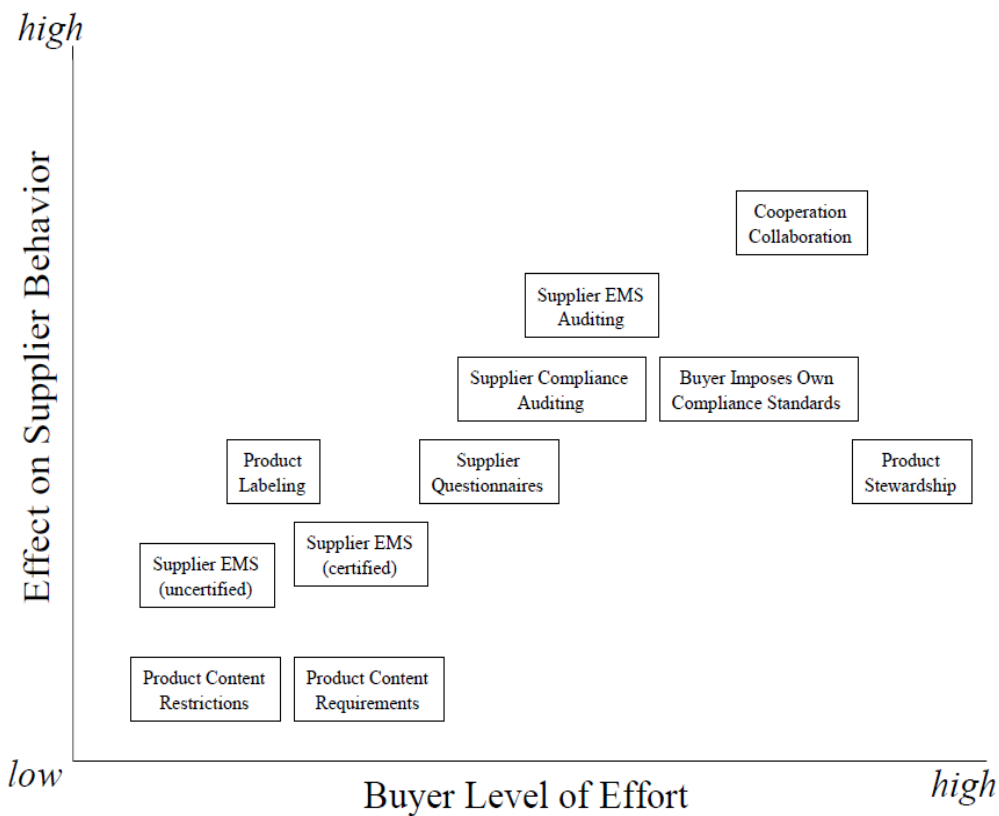 high
Effect on Supplier Behavior
Cooperation
Collaboration
Supplier EMS
Auditing
Supplier Compliance
Auditing
Buyer Imposes Own
Compliance Standards
Product
Labeling
Supplier
Questionnaires
Product
Stewardship
Supplier EMS
(certified)
Supplier EMS
(uncertified)
Product Content
Restrictions
Product Content
Requirements
low
Buyer Level of Effort
high